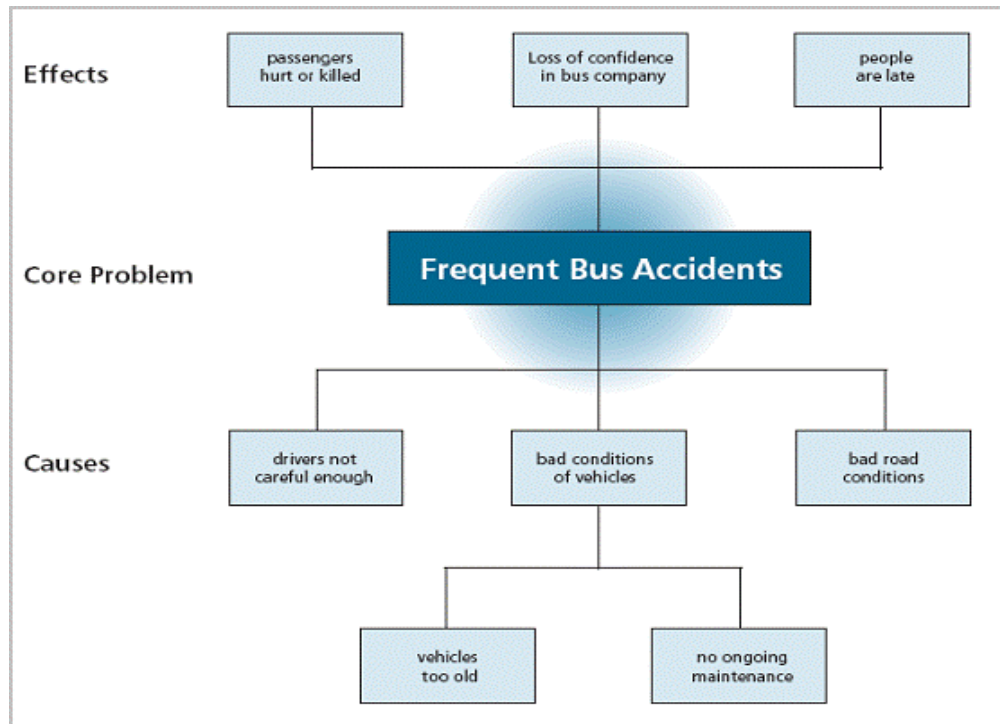 Effects
passengers
hurt or killed
Loss of confidence
in bus company
people
are late
Core Problem
Frequent Bus Accidents
Causes
drivers not
careful enough
bad conditions
of vehicles
bad road
conditions
vehicles
too old
no ongoing
maintenance